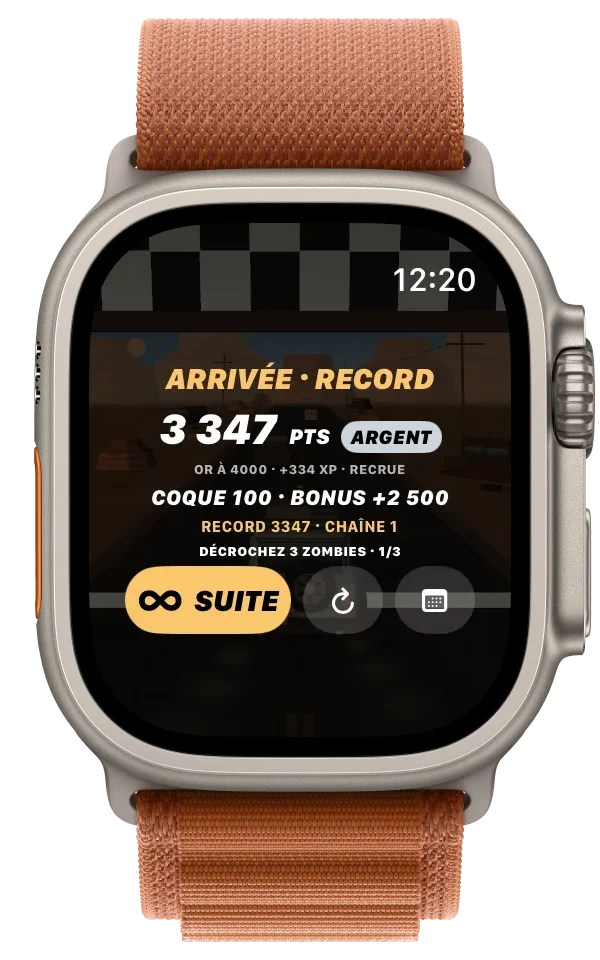 12:20
ARRIVÉE · RECORD
3 347 PTS ARGENT
OR À 4000 · +334 XP · RECRUE
COQUE 100 · BONUS +2 500
RECORD 3347 · CHAÎNE 1
DÉCROCHEZ 3 ZOMBIES · 1/3
∞ SUITE